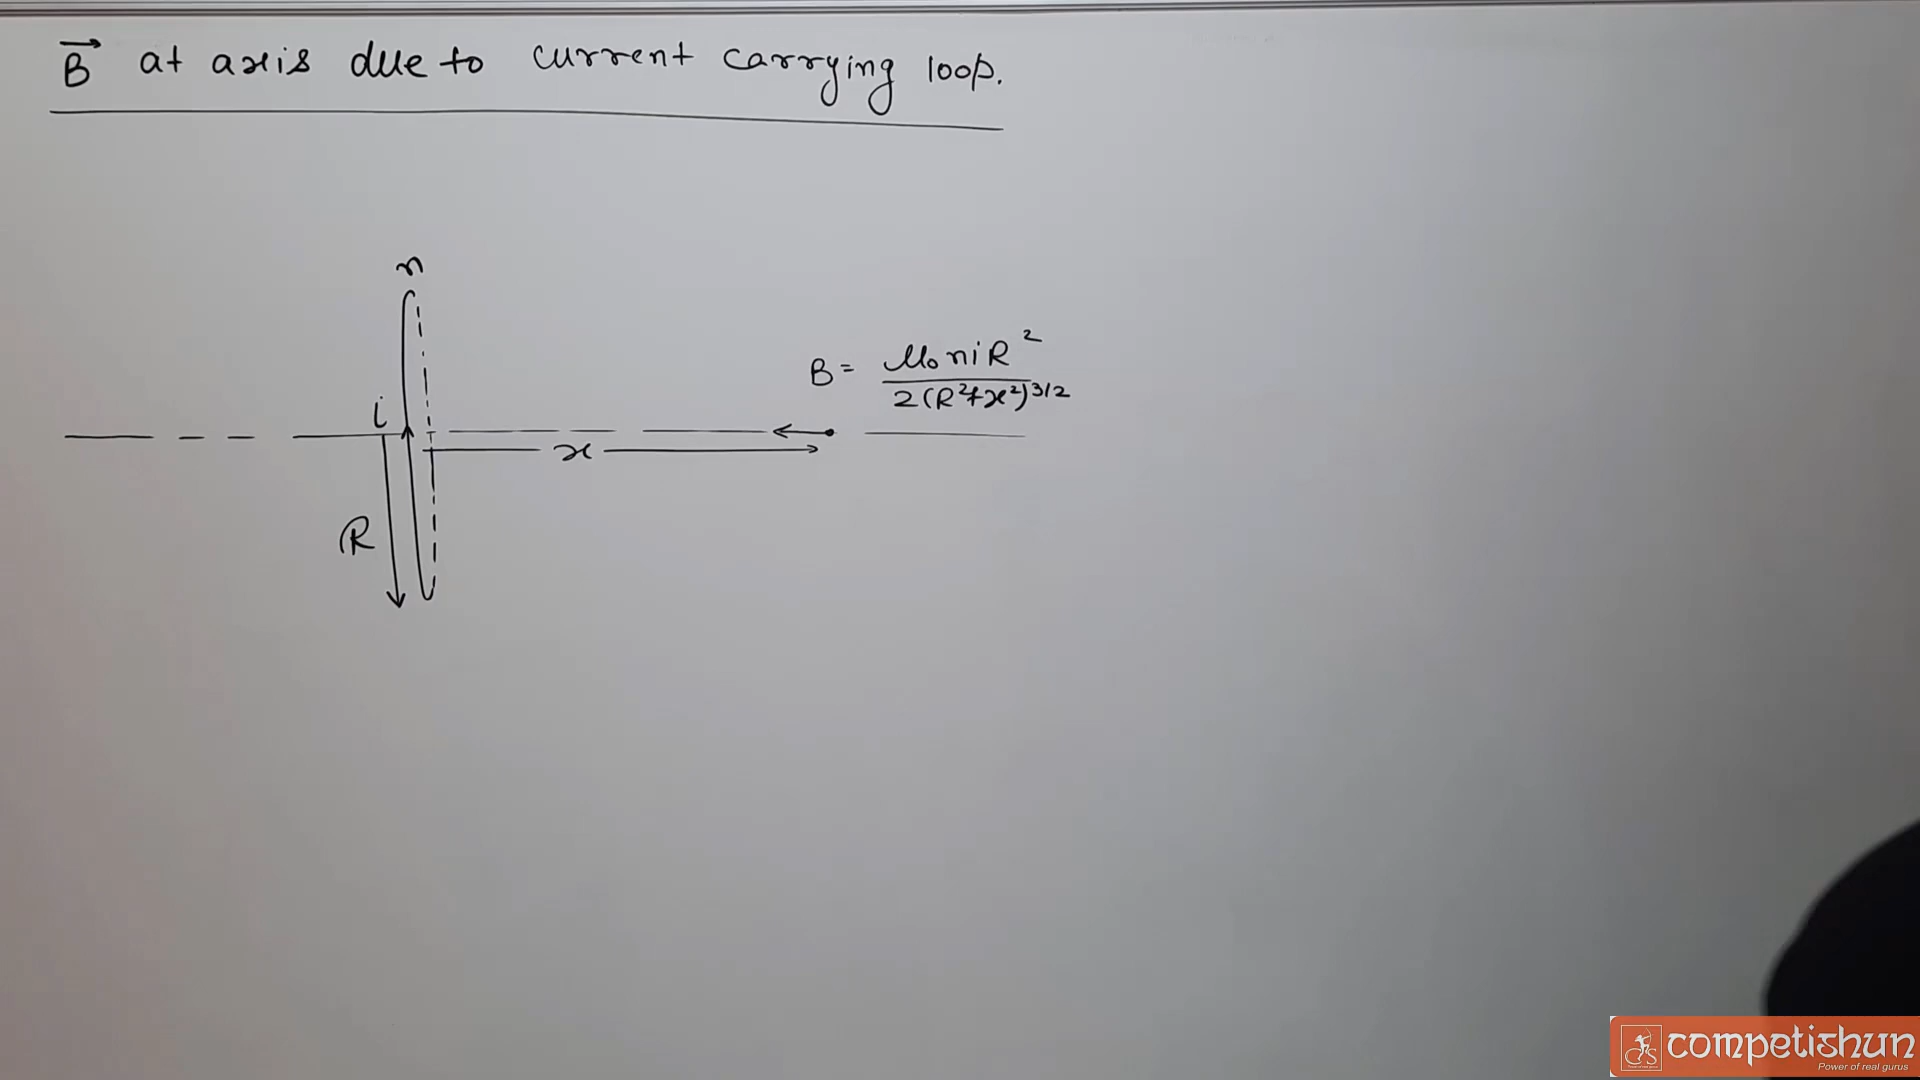 B⃗ at axis due to current carrying loop.
n
B = μ₀niR²
2(R²+x²)^3/2
i
x
R
competishun
Power of real gurus